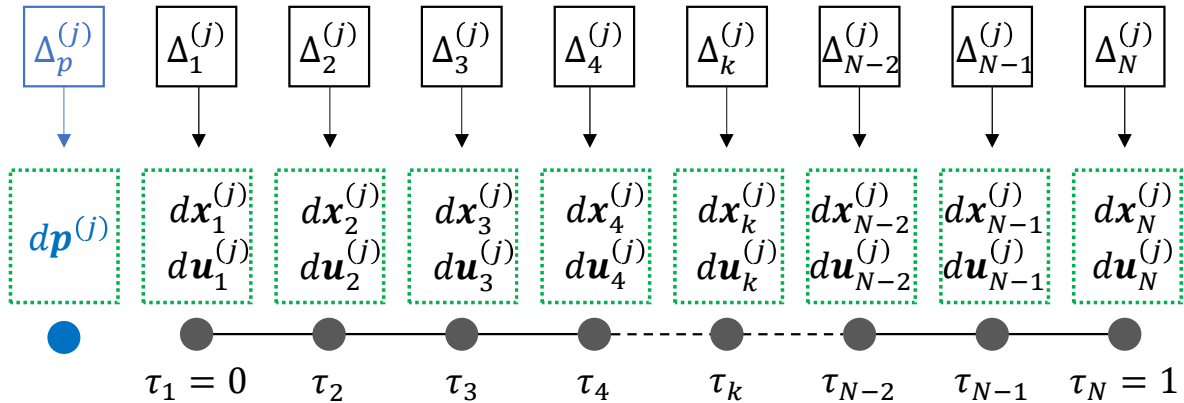 Δ_p^{(j)} Δ_1^{(j)} Δ_2^{(j)} Δ_3^{(j)} Δ_4^{(j)} Δ_k^{(j)} Δ_{N−2}^{(j)} Δ_{N−1}^{(j)} Δ_N^{(j)}
d𝒙_1^{(j)} d𝒙_2^{(j)} d𝒙_3^{(j)} d𝒙_4^{(j)} d𝒙_k^{(j)} d𝒙_{N−2}^{(j)} d𝒙_{N−1}^{(j)} d𝒙_N^{(j)}
d𝒑^{(j)}
d𝒖_1^{(j)} d𝒖_2^{(j)} d𝒖_3^{(j)} d𝒖_4^{(j)} d𝒖_k^{(j)} d𝒖_{N−2}^{(j)} d𝒖_{N−1}^{(j)} d𝒖_N^{(j)}
τ_1 = 0 τ_2 τ_3 τ_4 τ_k τ_{N−2} τ_{N−1} τ_N = 1